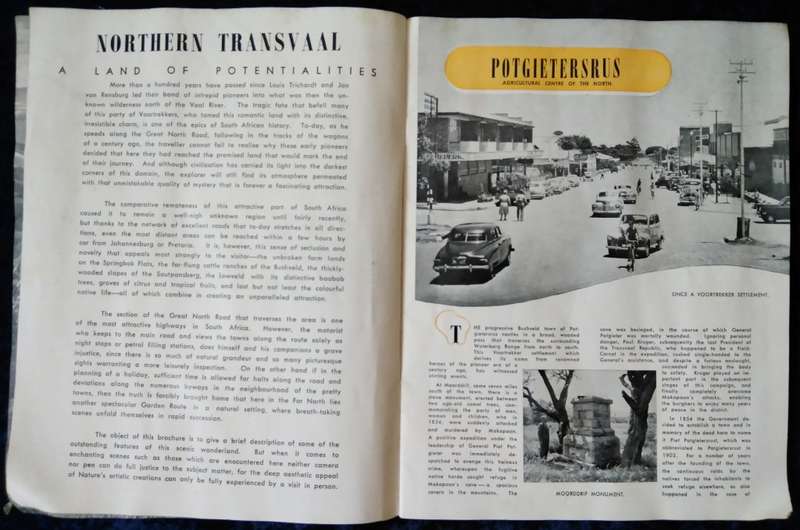 NORTHERN TRANSVAAL
A LAND OF POTENTIALITIES
More than a hundred years have passed since Louis Trichardt and Jan
van Rensburg led their band of intrepid pioneers into what was then the un-
known wilderness north of the Vaal River. The tragic fate that befell many
of this party of Voortrekkers, who tamed this romantic land with its distinctive,
irresistible charm, is one of the epics of South African history. To-day, as he
speeds along the Great North Road, following in the tracks of the wagons
of a century ago, the traveller cannot fail to realise why these early pioneers
decided that here they had reached the promised land that would mark the end
of their journey. And although civilisation has carried its light into the darkest
corners of this domain, the explorer will still find its atmosphere permeated
with that unmistakable quality of mystery that is forever a fascinating attraction.
The comparative remoteness of this attractive part of South Africa
caused it to remain a well-nigh unknown region until fairly recently,
but thanks to the network of excellent roads that to-day stretches in all direc-
tions, even the most distant areas can be reached within a few hours by
car from Johannesburg or Pretoria. It is, however, this sense of seclusion and
novelty that appeals most strongly to the visitor—the unbroken farm lands
on the Springbok Flats, the far-flung cattle ranches of the Bushveld, the thickly-
wooded slopes of the Soutpansberg, the lowveld with its distinctive baobab
trees, groves of citrus and tropical fruits, and last but not least the colourful
native life—all of which combine in creating an unparalleled attraction.
The section of the Great North Road that traverses the area is one
of the most attractive highways in South Africa. However, the motorist
who keeps to the main road and views the towns along the route solely as
night stops or petrol filling stations, does himself and his companions a grave
injustice, since there is so much of natural grandeur and so many picturesque
sights warranting a more leisurely inspection. On the other hand if in the
planning of a holiday, sufficient time is allowed for halts along the road and
deviations along the numerous byways in the neighbourhood of the pretty
towns, then the truth is forcibly brought home that here in the Far North lies
another spectacular Garden Route in a natural setting, where breath-taking
scenes unfold themselves in rapid succession.
The object of this brochure is to give a brief description of some of the
outstanding features of this scenic wonderland. But when it comes to
enchanting scenes such as those which are encountered here neither camera
nor pen can do full justice to the subject matter, for the deep aesthetic appeal
of Nature's artistic creations can only be fully experienced by a visit in person.
POTGIETERSRUS
AGRICULTURAL CENTRE OF THE NORTH
ONCE A VOORTREKKER SETTLEMENT.
THE progressive Bushveld town of Pot-
gietersrus nestles in a broad, wooded
poort that traverses the surrounding
Waterberg Range from north to south.
This Voortrekker settlement which
derives its name from renowned
heroes of the pioneer era of a
century ago, has witnessed
stirring events.
At Moorddrif, some seven miles
south of the town, there is a
plain monument, erected between
two age-old camel trees, com-
memorating the party of men,
women and children, who in
1854, were suddenly attacked
and murdered by Makapaan.
A punitive expedition under the
leadership of General Piet Pot-
gieter was immediately de-
spatched to avenge this heinous
crime, whereupon the fugitive
native horde sought refuge in
Makapaan's cave—a spacious
cavern in the mountains. The
MOORDDRIF MONUMENT.
cave was besieged, in the course of which General
Potgieter was mortally wounded. Ignoring personal
danger, Paul Kruger, subsequently the last President of
the Transvaal Republic, who happened to be a Field-
Cornet in the expedition, rushed single-handed to the
General's assistance, and despite a furious onslaught,
succeeded in bringing the body
to safety. Kruger played an im-
portant part in the subsequent
stages of this campaign, and
finally completely overcame
Makapaan's attacks, enabling
the burghers to enjoy many years
of peace in the district.
In 1854 the Government de-
cided to establish a town and in
memory of the dead hero to name
it Piet Potgietersrust, which was
abbreviated to Potgietersrust in
1902. For a number of years
after the founding of the town,
the continuous raids by the
natives forced the inhabitants to
seek refuge elsewhere, as also
happened in the case of